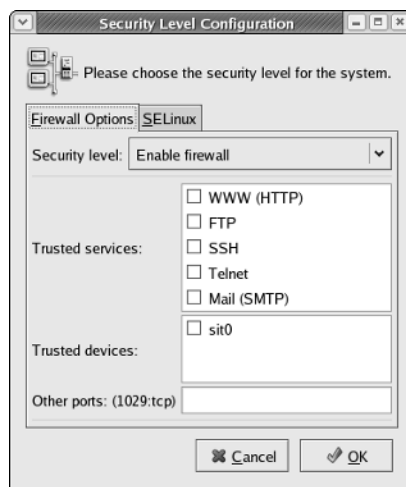 Security Level Configuration
Please choose the security level for the system.
Firewall Options SELinux
Security level: Enable firewall
Trusted services:
WWW (HTTP)
FTP
SSH
Telnet
Mail (SMTP)
Trusted devices:
sit0
Other ports: (1029:tcp)
Cancel OK